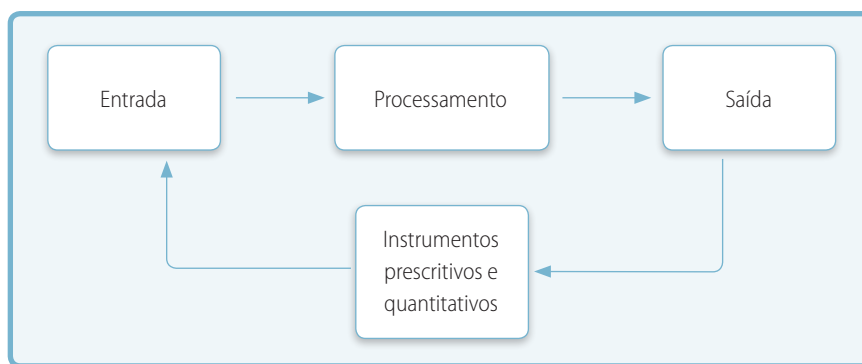 Entrada
Processamento
Saída
Instrumentos
prescritivos e
quantitativos